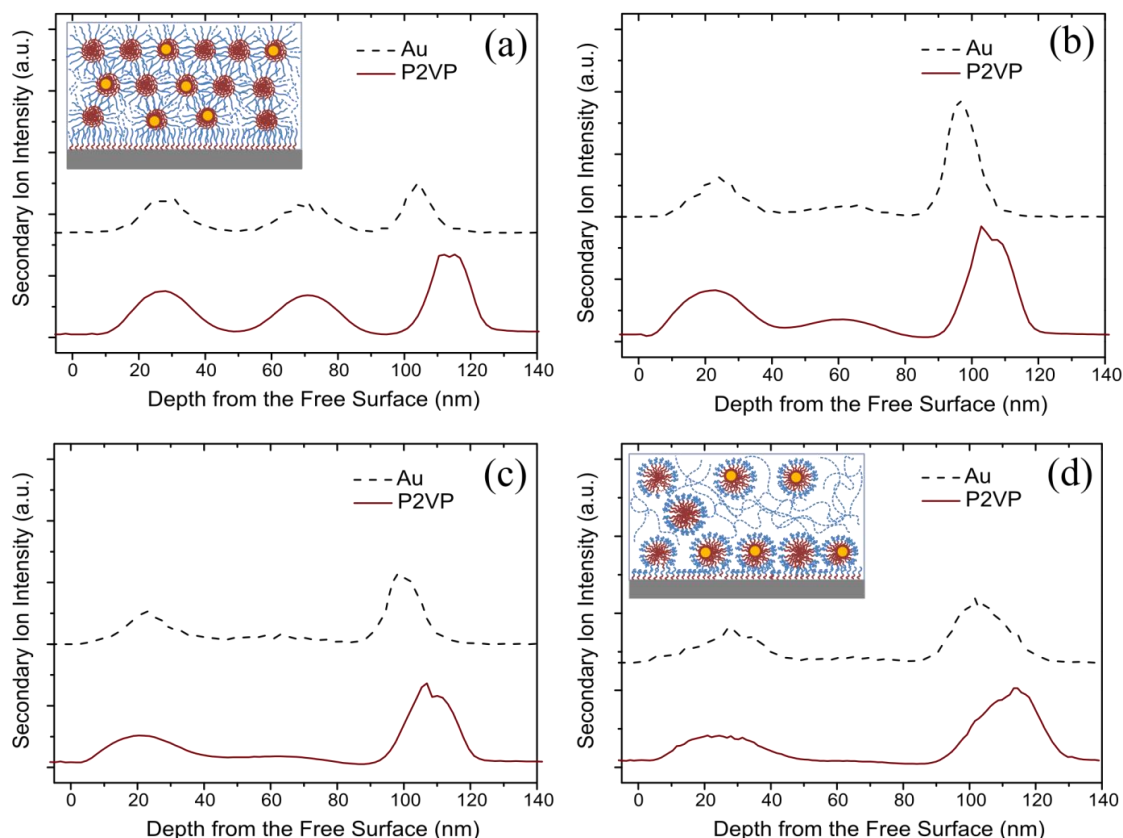 (a)
Au
P2VP
Secondary Ion Intensity (a.u.)
0 20 40 60 80 100 120 140
Depth from the Free Surface (nm)
(b)
Au
P2VP
Secondary Ion Intensity (a.u.)
0 20 40 60 80 100 120 140
Depth from the Free Surface (nm)
(c)
Au
P2VP
Secondary Ion Intensity (a.u.)
0 20 40 60 80 100 120 140
Depth from the Free Surface (nm)
(d)
Au
P2VP
Secondary Ion Intensity (a.u.)
0 20 40 60 80 100 120 140
Depth from the Free Surface (nm)